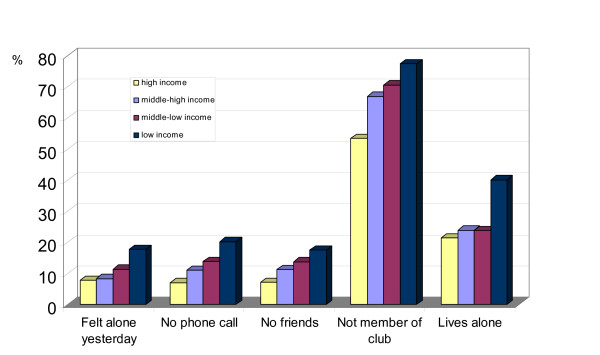 %
80
70
60
50
40
30
20
10
0
high income
middle-high income
middle-low income
low income
Felt alone
yesterday
No phone call
No friends
Not member of
club
Lives alone